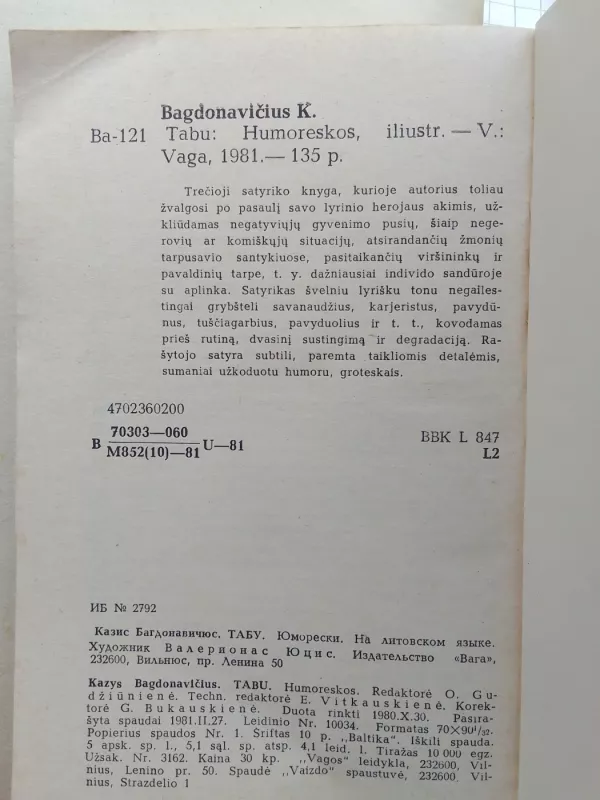 Bagdonavičius K.
Ba-121 Tabu: Humoreskos, iliustr. — V.:
Vaga, 1981.— 135 p.
Trečioji satyriko knyga, kurioje autorius toliau
žvalgosi po pasaulį savo lyrinio herojaus akimis, už-
kliūdamas negatyviųjų gyvenimo pusių, šiaip nege-
rovių ar komiškųjų situacijų, atsirandančių žmonių
tarpusavio santykiuose, pasitaikančių viršininkų ir
pavaldinių tarpe, t. y. dažniausiai individo sandūroje
su aplinka. Satyrikas švelniu lyrišku tonu negailes-
tingai grybšteli savanaudžius, karjeristus, pavydū-
nus, tuščiagarbius, pavyduolius ir t. t., kovodamas
prieš rutiną, dvasinį sustingimą ir degradaciją. Ra-
šytojo satyra subtili, paremta taikliomis detalėmis,
sumaniai užkoduotu humoru, groteskais.
4702360200
B 70303—060 U—81
M852(10)—81
BBK L 847
L2
ИБ № 2792
Казис Багдонавичюс. ТАБУ. Юморески. На литовском языке.
Художник Валерионас Юцис. Издательство «Вага»,
232600, Вильнюс, пр. Ленина 50
Kazys Bagdonavičius. TABU. Humoreskos. Redaktorė O. Gu-
džiūnienė. Techn. redaktorė E. Vitkauskienė. Korek-
torė G. Bukauskienė. Duota rinkti 1980.X.30. Pasira-
šyta spaudai 1981.II.27. Leidinio Nr. 10034. Formatas 70×90¹/₃₂.
Popierius spaudos Nr. 1. Šriftas 10 p. „Baltika“. Iškili spauda.
5 apsk. sp. l., 5,1 sąl. sp. atsp. 4,1 leid. l. Tiražas 10 000 egz.
Užsak. Nr. 3162. Kaina 30 kp. „Vagos“ leidykla, 232600, Vil-
nius, Lenino pr. 50. Spaudė „Vaizdo“ spaustuvė, 232600, Vil-
nius, Strazdelio 1